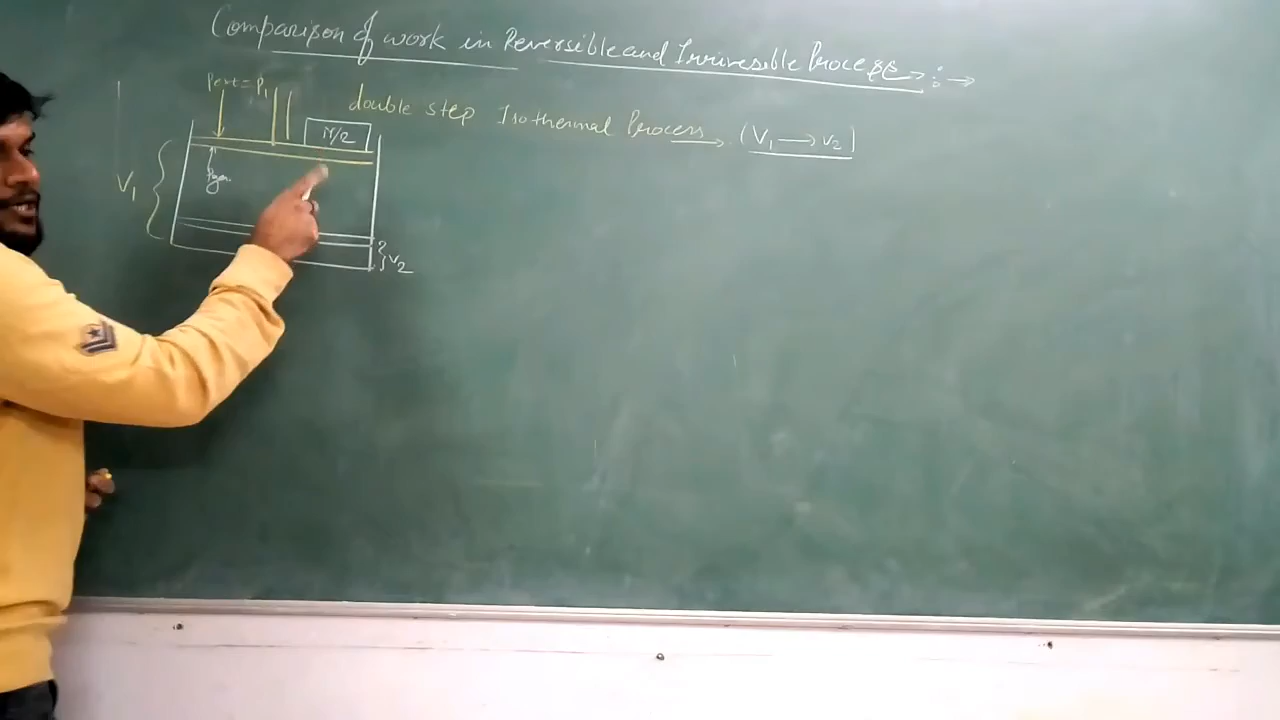 Comparison of work in Reversible and Irriversible Process :→
Pext = P1
double step Isothermal Process → (V1 → V2)
M/2
Pgas
V1
V2